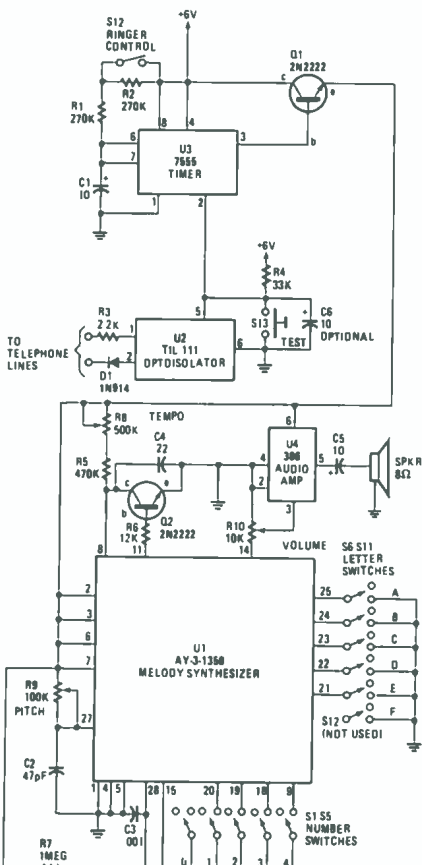 +6V
S12
RINGER
CONTROL
Q1
2N2222
c
e
b
R2
270K
R1
270K
8
4
6
7
3
U3
7555
TIMER
C1
10
+
1
2
+6V
R4
33K
R3
2 2K
1
5
U2
TIL 111
OPTOISOLATOR
2
6
S13
TEST
+
C6
10
OPTIONAL
TO
TELEPHONE
LINES
D1
1N914
R8
500K
TEMPO
C4
22
R5
470K
c
e
b
Q2
2N2222
R6
12K
6
4
2
U4
386
AUDIO
AMP
5
3
C5
10
+
SPKR
8Ω
R10
10K
VOLUME
8
11
14
S6 S11
LETTER
SWITCHES
2
3
6
7
U1
AY-3-1350
MELODY SYNTHESIZER
25
A
24
B
23
C
22
D
21
E
F
S12
(NOT USED)
R9
100K
PITCH
27
C2
47pF
1
4
5
28
15
20
19
18
9
C3
001
S1 S5
NUMBER
SWITCHES
0
1
2
3
4
R7
1MEG